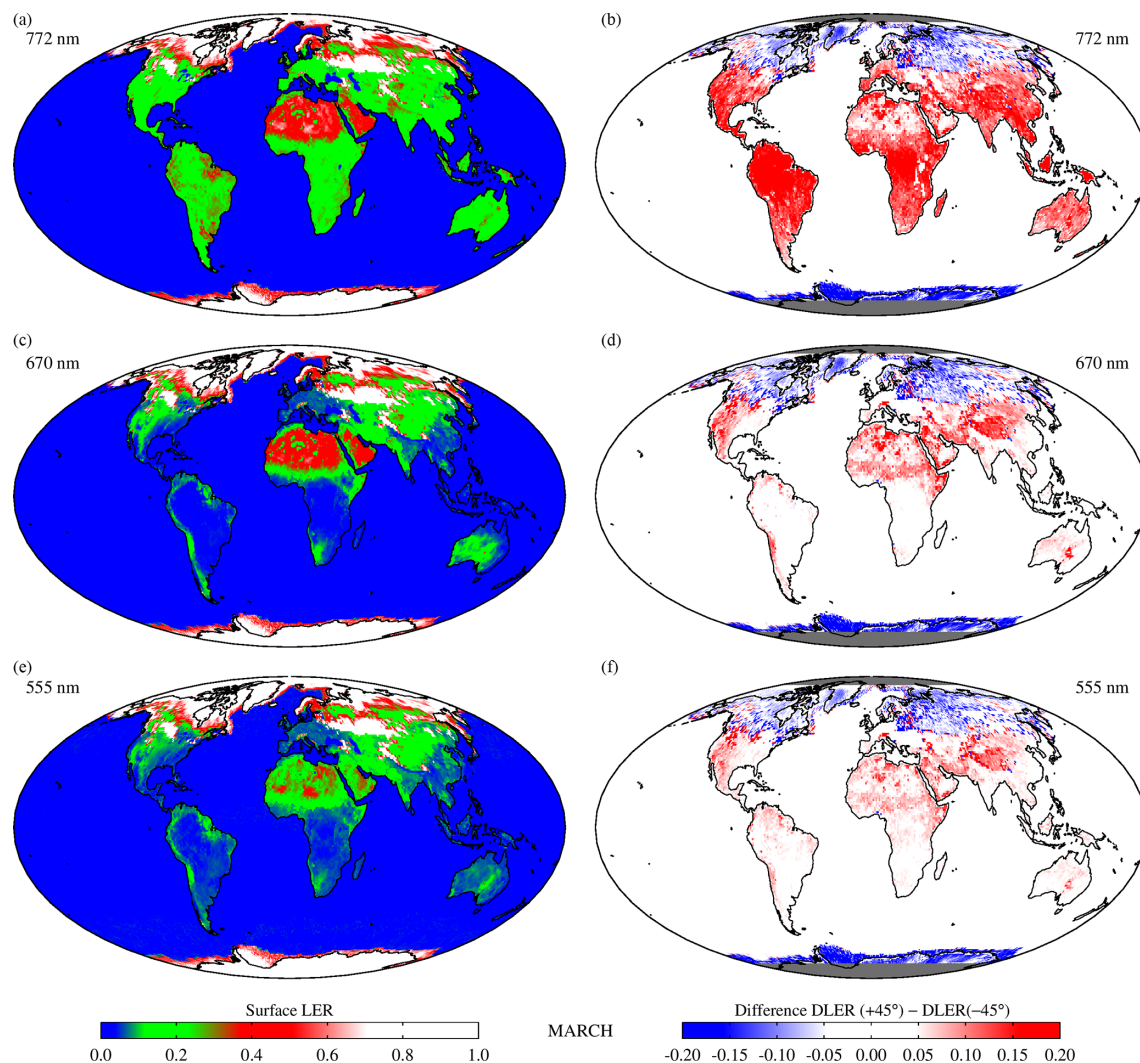 (a)
772 nm
(b)
772 nm
(c)
670 nm
(d)
670 nm
(e)
555 nm
(f)
555 nm
Surface LER
0.0 0.2 0.4 0.6 0.8 1.0
MARCH
Difference DLER (+45°) − DLER(−45°)
-0.20 -0.15 -0.10 -0.05 0.00 0.05 0.10 0.15 0.20